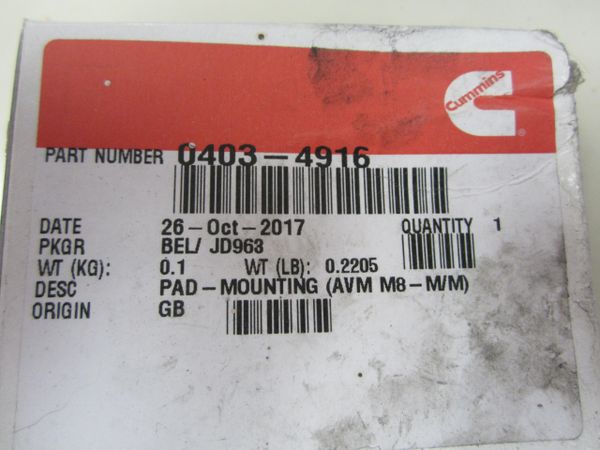 Cummins
PART NUMBER 0403-4916
DATE 26-Oct-2017 QUANTITY 1
PKGR BEL/ JD963
WT (KG): 0.1 WT (LB): 0.2205
DESC PAD-MOUNTING (AVM M8-M/M)
ORIGIN GB